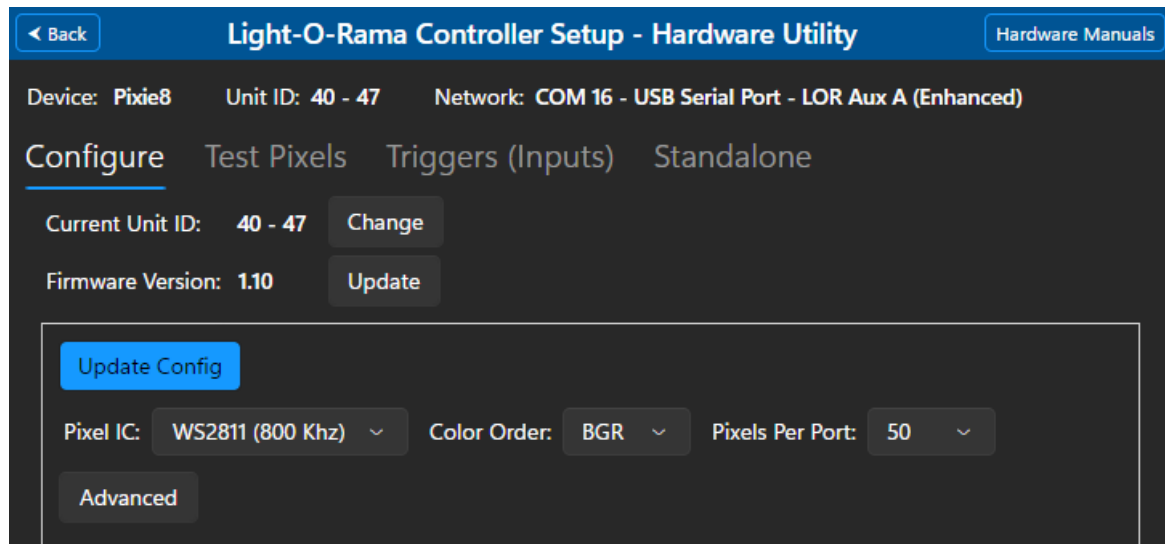 Back Light-O-Rama Controller Setup - Hardware Utility Hardware Manuals
Device: Pixie8 Unit ID: 40 - 47 Network: COM 16 - USB Serial Port - LOR Aux A (Enhanced)
Configure Test Pixels Triggers (Inputs) Standalone
Current Unit ID: 40 - 47 Change
Firmware Version: 1.10 Update
Update Config
Pixel IC: WS2811 (800 Khz) Color Order: BGR Pixels Per Port: 50
Advanced